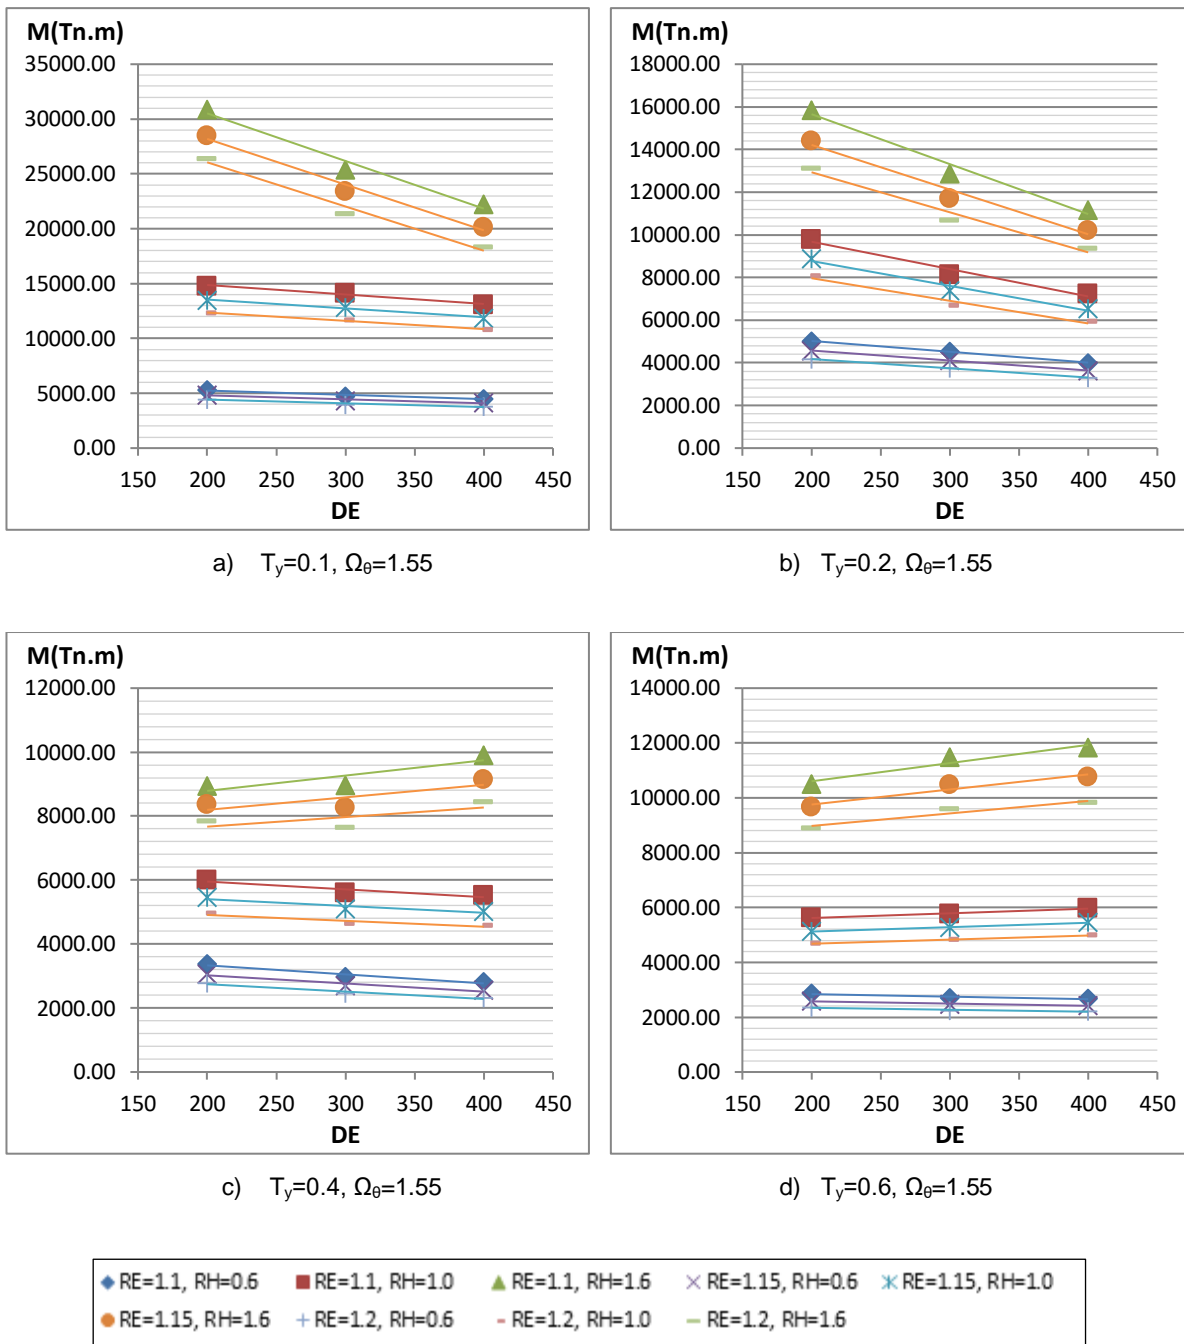 M(Tn.m)
35000.00
30000.00
25000.00
20000.00
15000.00
10000.00
5000.00
0.00
150 200 250 300 350 400 450
DE
a) Ty=0.1, Ωθ=1.55
M(Tn.m)
18000.00
16000.00
14000.00
12000.00
10000.00
8000.00
6000.00
4000.00
2000.00
0.00
150 200 250 300 350 400 450
DE
b) Ty=0.2, Ωθ=1.55
M(Tn.m)
12000.00
10000.00
8000.00
6000.00
4000.00
2000.00
0.00
150 200 250 300 350 400 450
DE
c) Ty=0.4, Ωθ=1.55
M(Tn.m)
14000.00
12000.00
10000.00
8000.00
6000.00
4000.00
2000.00
0.00
150 200 250 300 350 400 450
DE
d) Ty=0.6, Ωθ=1.55
RE=1.1, RH=0.6 RE=1.1, RH=1.0 RE=1.1, RH=1.6 RE=1.15, RH=0.6 RE=1.15, RH=1.0
RE=1.15, RH=1.6 RE=1.2, RH=0.6 RE=1.2, RH=1.0 RE=1.2, RH=1.6